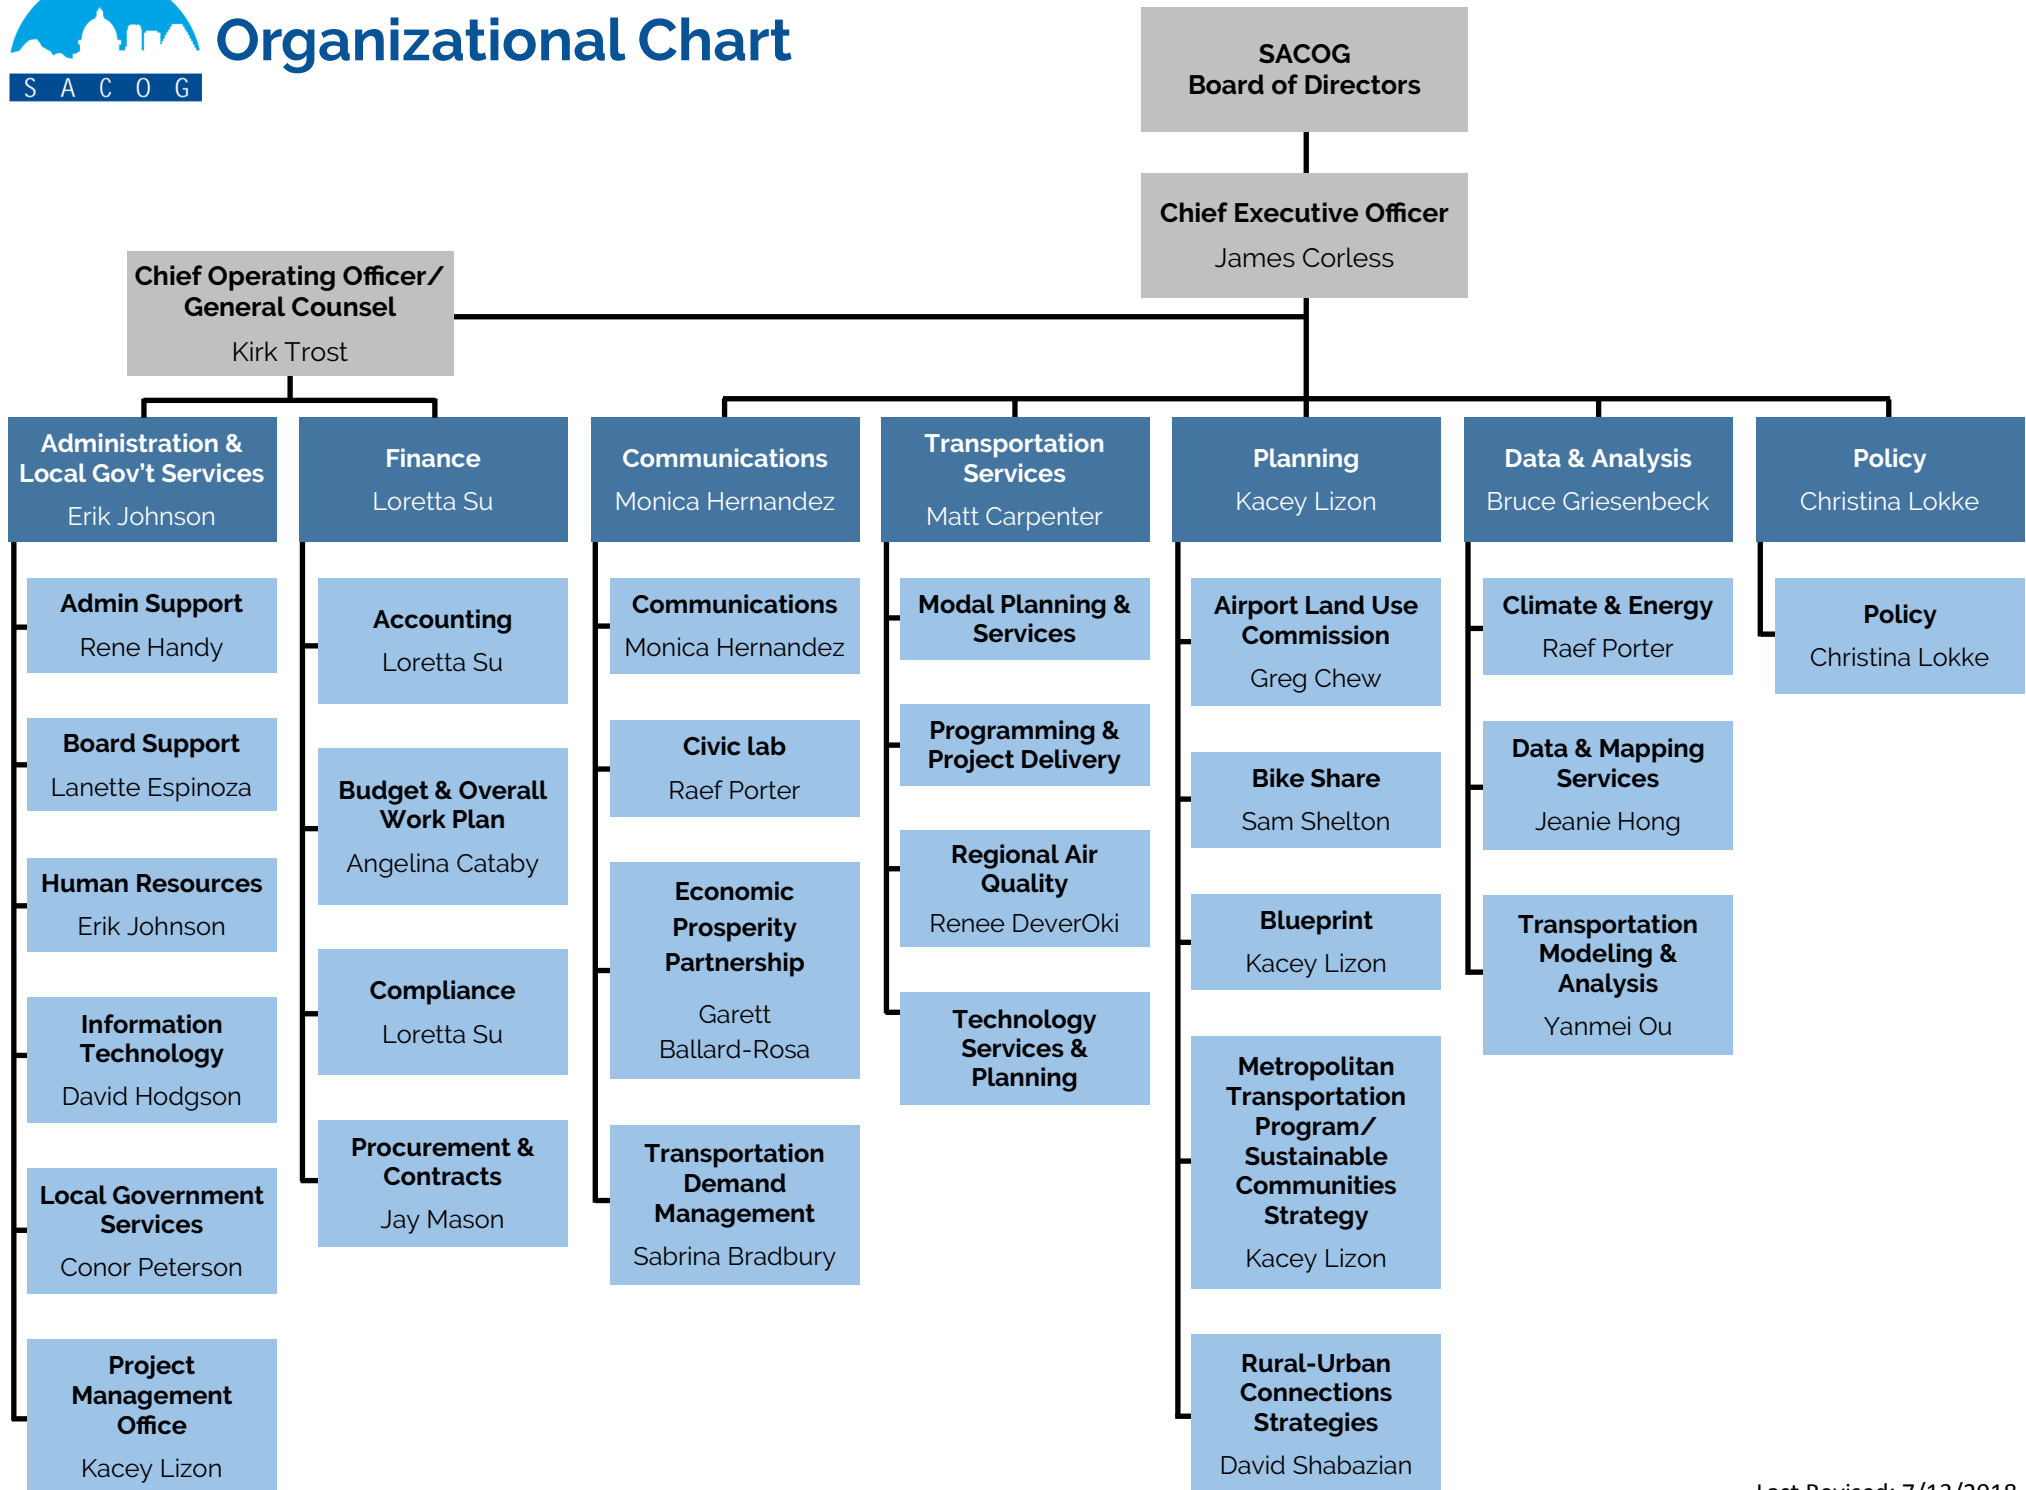 Organizational Chart
SACOG
SACOG
Board of Directors
Chief Executive Officer
James Corless
Chief Operating Officer/
General Counsel
Kirk Trost
Administration &
Local Gov't Services
Erik Johnson
Admin Support
Rene Handy
Board Support
Lanette Espinoza
Human Resources
Erik Johnson
Information
Technology
David Hodgson
Local Government
Services
Conor Peterson
Project
Management
Office
Kacey Lizon
Finance
Loretta Su
Accounting
Loretta Su
Budget & Overall
Work Plan
Angelina Cataby
Compliance
Loretta Su
Procurement &
Contracts
Jay Mason
Communications
Monica Hernandez
Communications
Monica Hernandez
Civic lab
Raef Porter
Economic
Prosperity
Partnership
Garett
Ballard-Rosa
Transportation
Demand
Management
Sabrina Bradbury
Transportation
Services
Matt Carpenter
Modal Planning &
Services
Programming &
Project Delivery
Regional Air
Quality
Renee DeverOki
Technology
Services &
Planning
Planning
Kacey Lizon
Airport Land Use
Commission
Greg Chew
Bike Share
Sam Shelton
Blueprint
Kacey Lizon
Metropolitan
Transportation
Program/
Sustainable
Communities
Strategy
Kacey Lizon
Rural-Urban
Connections
Strategies
David Shabazian
Data & Analysis
Bruce Griesenbeck
Climate & Energy
Raef Porter
Data & Mapping
Services
Jeanie Hong
Transportation
Modeling &
Analysis
Yanmei Ou
Policy
Christina Lokke
Policy
Christina Lokke
Last Revised: 7/13/2018